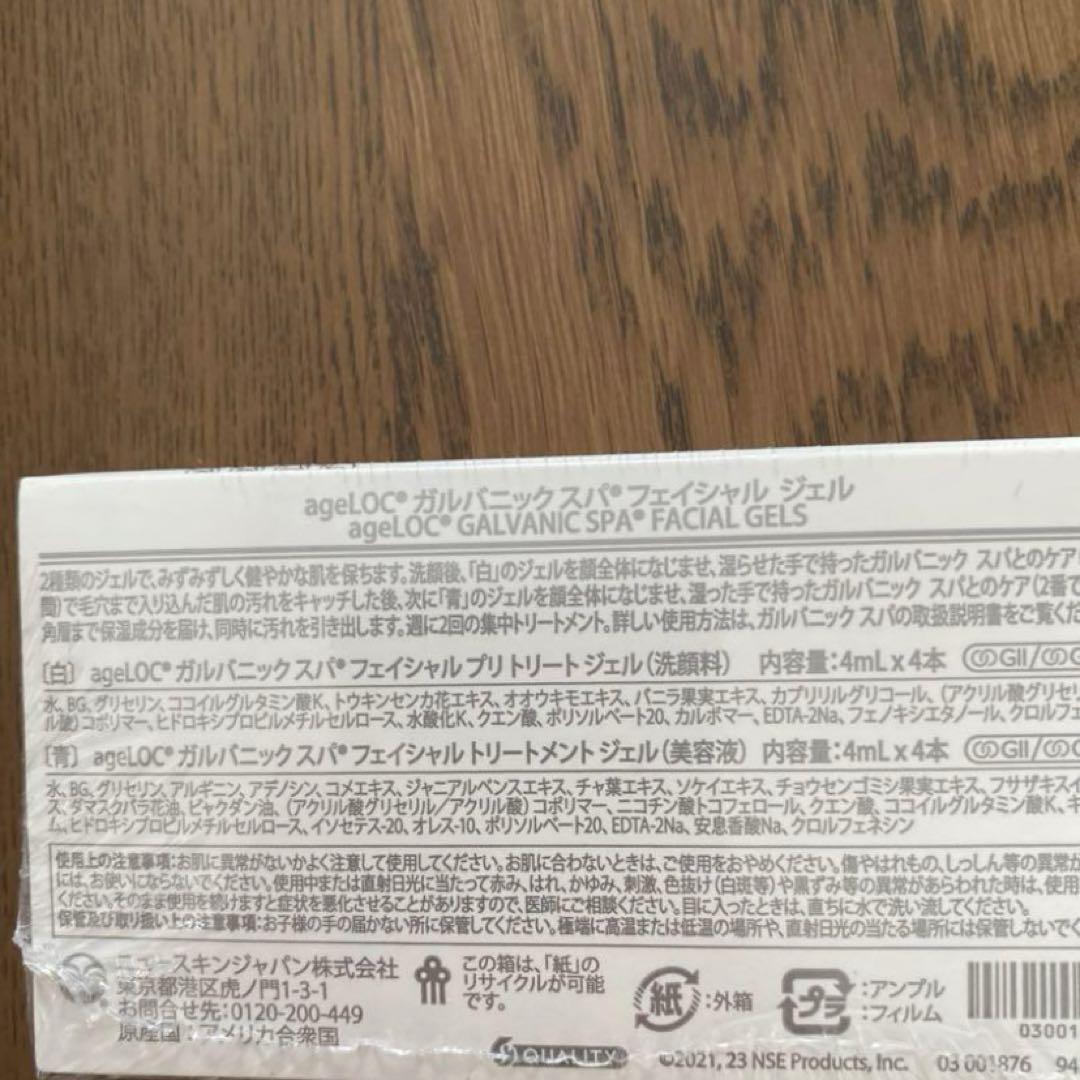 ageLOC® ガルバニック スパ® フェイシャル ジェル
ageLOC® GALVANIC SPA® FACIAL GELS
2種類のジェルで、みずみずしく健やかな肌を保ちます。洗顔後、「白」のジェルを顔全体になじませ、湿らせた手で持ったガルバニック スパとのケア
間)で毛穴まで入り込んだ肌の汚れをキャッチした後、次に「青」のジェルを顔全体になじませ、湿った手で持ったガルバニック スパとのケア(2番で
角層まで保湿成分を届け、同時に汚れを引き出します。週に2回の集中トリートメント。詳しい使用方法は、ガルバニック スパの取扱説明書をご覧くだ
〔白〕 ageLOC® ガルバニック スパ® フェイシャル プリ トリート ジェル(洗顔料) 内容量:4mL x 4本 GII/
水、BG、グリセリン、ココイルグルタミン酸K、トウキンセンカ花エキス、オオウキモエキス、バニラ果実エキス、カプリリルグリコール、(アクリル酸グリセリ
ル酸)コポリマー、ヒドロキシプロピルメチルセルロース、水酸化K、クエン酸、ポリソルベート20、カルボマー、EDTA-2Na、フェノキシエタノール、クロルフェ
〔青〕 ageLOC® ガルバニック スパ® フェイシャル トリートメント ジェル(美容液) 内容量:4mL x 4本 GII/
水、BG、グリセリン、アルギニン、アデノシン、コメエキス、ジャニアルベンスエキス、チャ葉エキス、ソケイエキス、チョウセンゴミシ果実エキス、フサザキスイ
ス、ダマスクバラ花油、ビャクダン油、(アクリル酸グリセリル/アクリル酸)コポリマー、ニコチン酸トコフェロール、クエン酸、ココイルグルタミン酸K、キ
ム、ヒドロキシプロピルメチルセルロース、イソセテス-20、オレス-10、ポリソルベート20、EDTA-2Na、安息香酸Na、クロルフェネシン
使用上の注意事項:お肌に異常がないかよく注意して使用してください。お肌に合わないときは、ご使用をおやめください。傷やはれもの、しっしん等の異常が
には、お使いにならないでください。使用中または直射日光に当たって赤み、はれ、かゆみ、刺激、色抜け(白斑等)や黒ずみ等の異常があらわれた時は、使用
ください。そのまま使用を続けますと症状を悪化させることがありますので、医師にご相談ください。目に入ったときは、直ちに水で洗い流してください。
保管及び取り扱い上の注意事項:お子様の手の届かない所に保管してください。極端に高温または低温の場所や、直射日光の当たる場所には保管しないでく
ニュースキンジャパン株式会社
東京都港区虎ノ門1-3-1
お問合せ先:0120-200-449
原産国:アメリカ合衆国
この箱は、「紙」の
リサイクルが可能
です。
紙 :外箱
プラ :アンプル
:フィルム
03001
QUALITY
©2021, 23 NSE Products, Inc. 03 001876 94